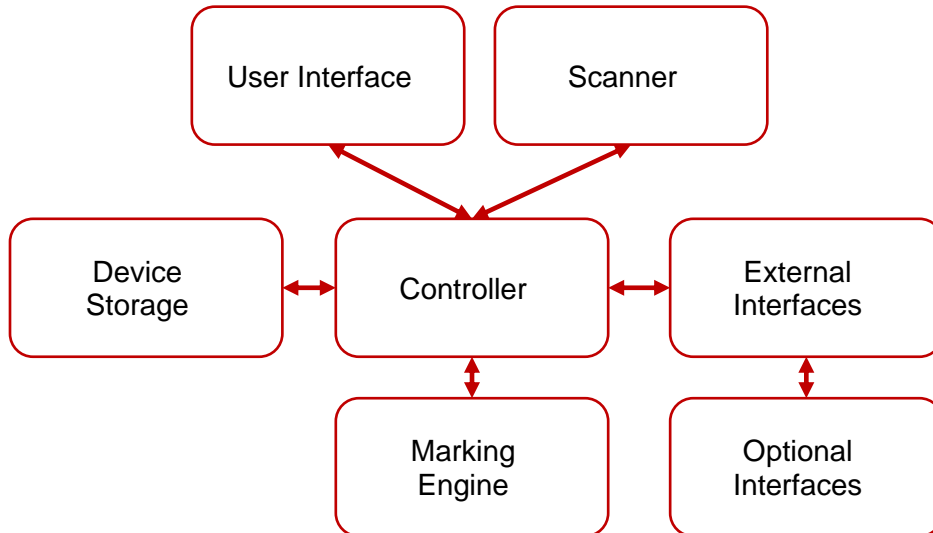 User Interface
Scanner
Device
Storage
Controller
External
Interfaces
Marking
Engine
Optional
Interfaces